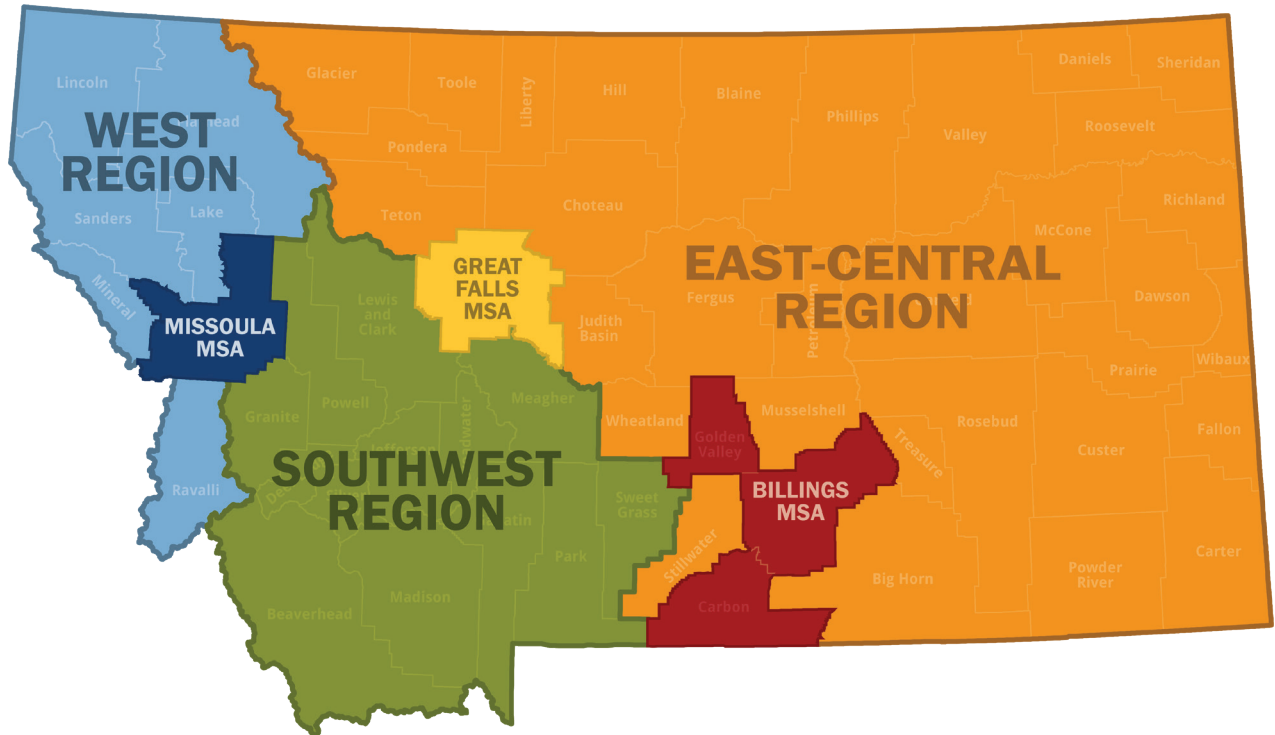 Lincoln
Glacier
Toole
Liberty
Hill
Blaine
Phillips
Valley
Daniels
Sheridan
Roosevelt
Richland
WEST
REGION
Pondera
Teton
Choteau
Sanders
Lake
Mineral
MISSOULA
MSA
Ravalli
GREAT
FALLS
MSA
Lewis
and
Clark
Judith
Basin
Fergus
Petroleum
EAST-CENTRAL
REGION
McCone
Dawson
Wibaux
Prairie
Fallon
Granite
Powell
Meagher
Wheatland
Golden
Valley
Musselshell
Treasure
Rosebud
Custer
SOUTHWEST
REGION
Sweet
Grass
BILLINGS
MSA
Stillwater
Park
Madison
Beaverhead
Carbon
Big Horn
Powder
River
Carter